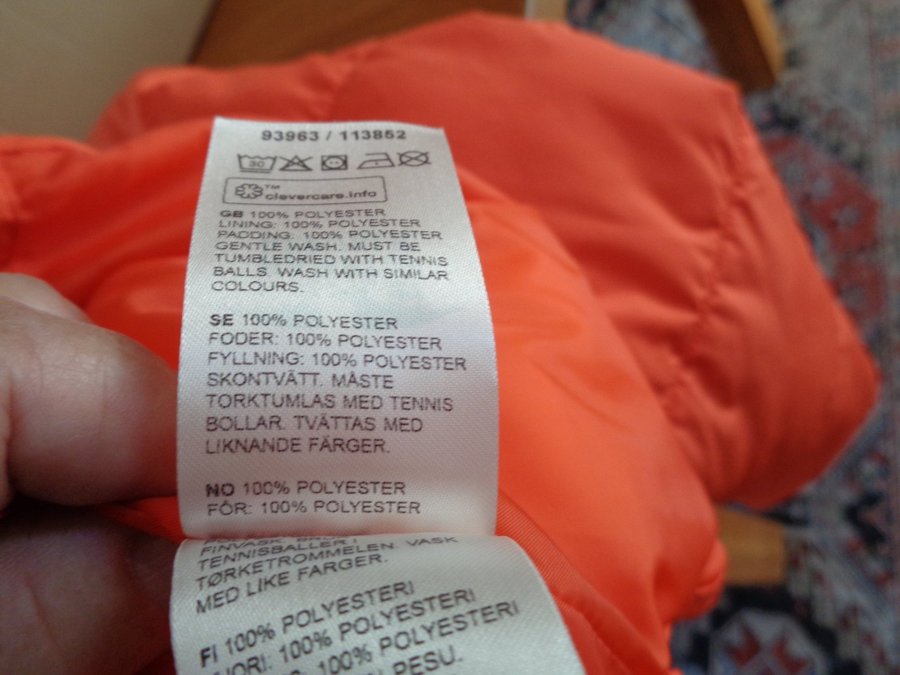 93963 / 113852
30
TM
clevercare.info
GB 100% POLYESTER
LINING: 100% POLYESTER
PADDING: 100% POLYESTER
GENTLE WASH. MUST BE
TUMBLEDRIED WITH TENNIS
BALLS. WASH WITH SIMILAR
COLOURS.
SE 100% POLYESTER
FODER: 100% POLYESTER
FYLLNING: 100% POLYESTER
SKONTVÄTT. MÅSTE
TORKTUMLAS MED TENNIS
BOLLAR. TVÄTTAS MED
LIKNANDE FÄRGER.
NO 100% POLYESTER
FÔR: 100% POLYESTER
FINVASK.
TENNISBALLER I
TØRKETROMMELEN. VASK
MED LIKE FARGER.
FI 100% POLYESTERI
100% POLYESTERI
100% POLYESTERI
PESU.